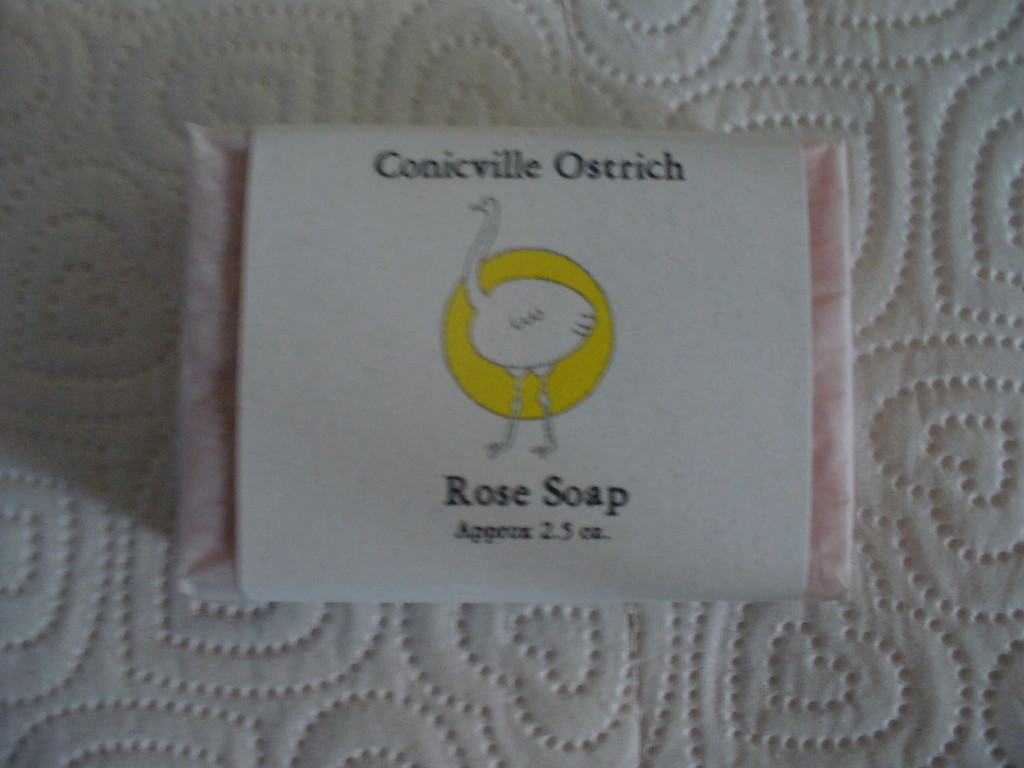 Conicville Ostrich
Rose Soap
Approx 2.5 oz.